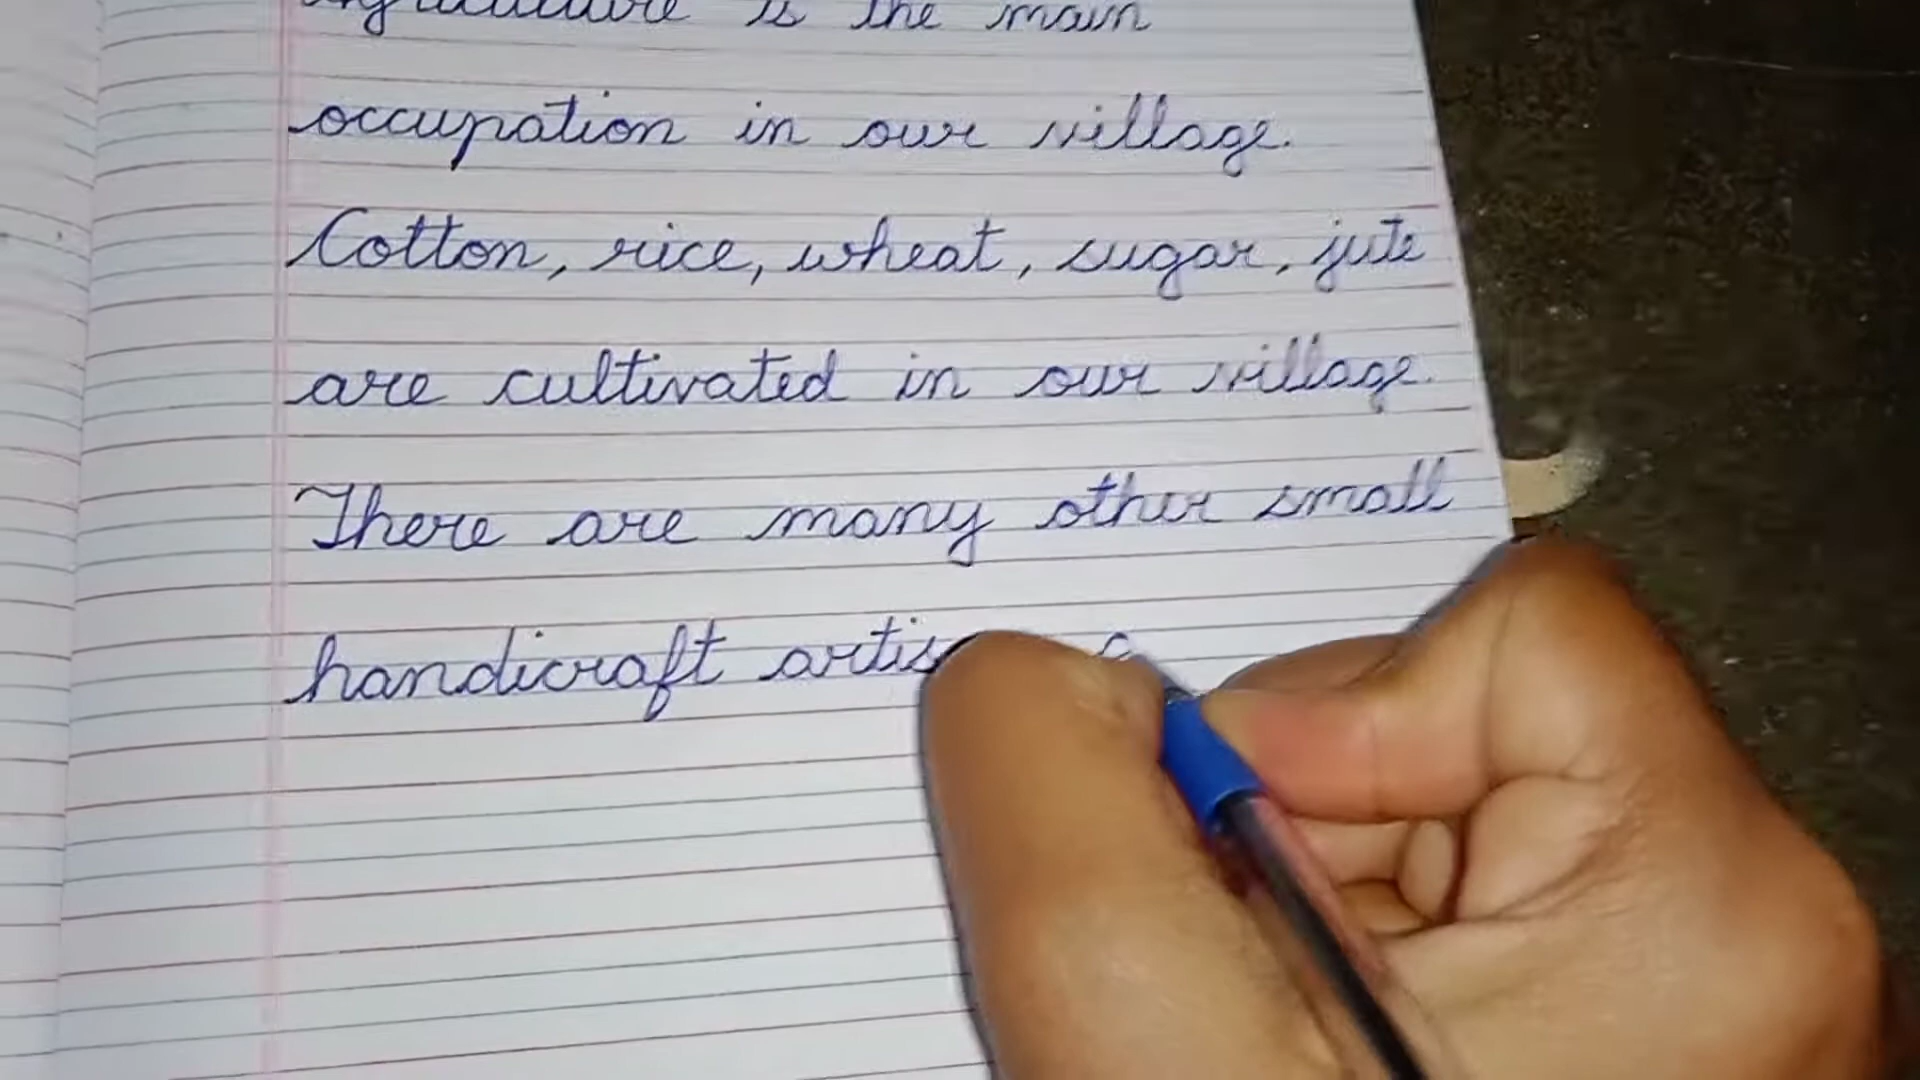 Agriculture is the main
occupation in our village.
Cotton, rice, wheat, sugar, jute
are cultivated in our village.
There are many other small
handicraft